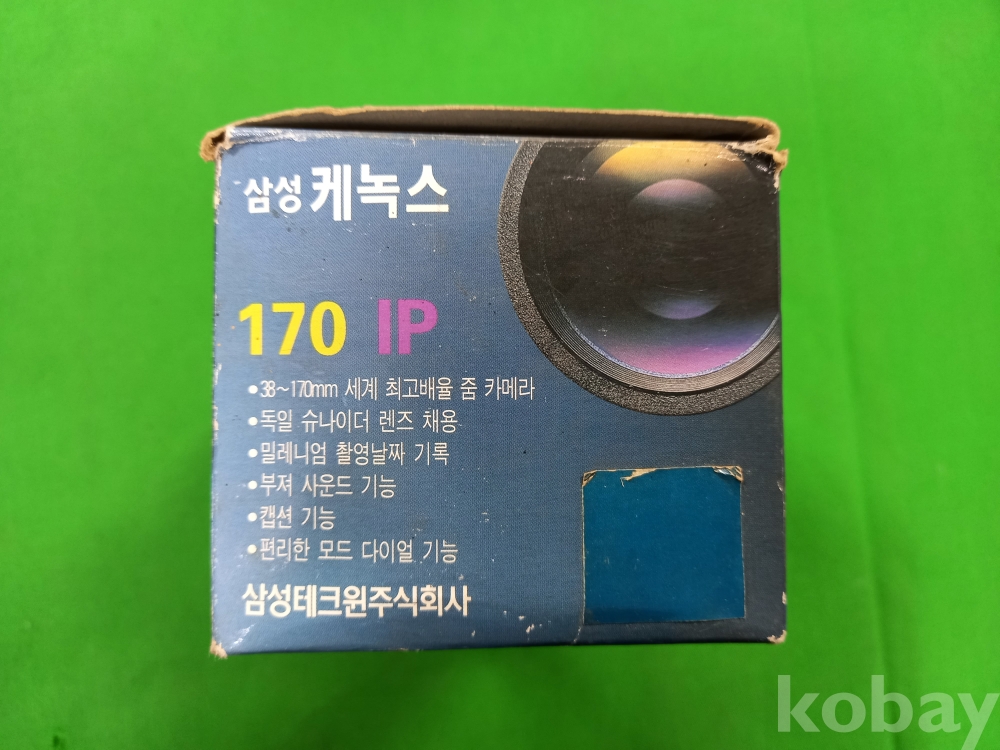 삼성 케녹스
170 IP
•38~170mm 세계 최고배율 줌 카메라
•독일 슈나이더 렌즈 채용
•밀레니엄 촬영날짜 기록
•부져 사운드 기능
•캡션 기능
•편리한 모드 다이얼 기능
삼성테크윈주식회사
kobay